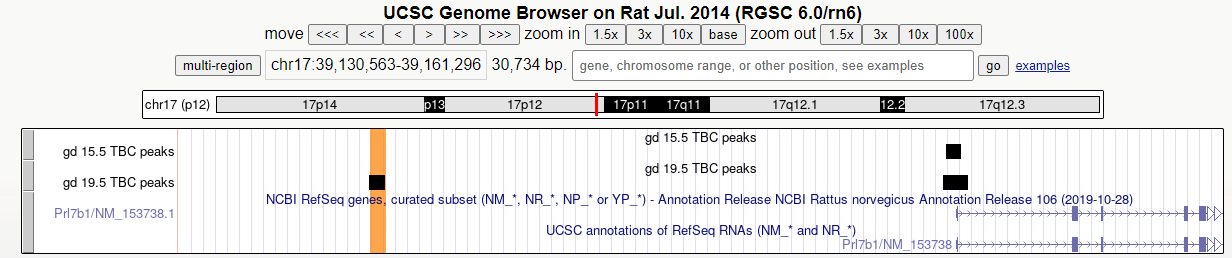 UCSC Genome Browser on Rat Jul. 2014 (RGSC 6.0/rn6)
move <<< << < > >> >>> zoom in 1.5x 3x 10x base zoom out 1.5x 3x 10x 100x
multi-region chr17:39,130,563-39,161,296 30,734 bp. gene, chromosome range, or other position, see examples go examples
chr17 (p12) 17p14 p13 17p12 17p11 17q11 17q12.1 12.2 17q12.3
gd 15.5 TBC peaks
gd 15.5 TBC peaks
gd 19.5 TBC peaks
gd 19.5 TBC peaks
NCBI RefSeq genes, curated subset (NM_*, NR_*, NP_* or YP_*) - Annotation Release NCBI Rattus norvegicus Annotation Release 106 (2019-10-28)
Prl7b1/NM_153738.1
UCSC annotations of RefSeq RNAs (NM_* and NR_*)
Prl7b1/NM_153738